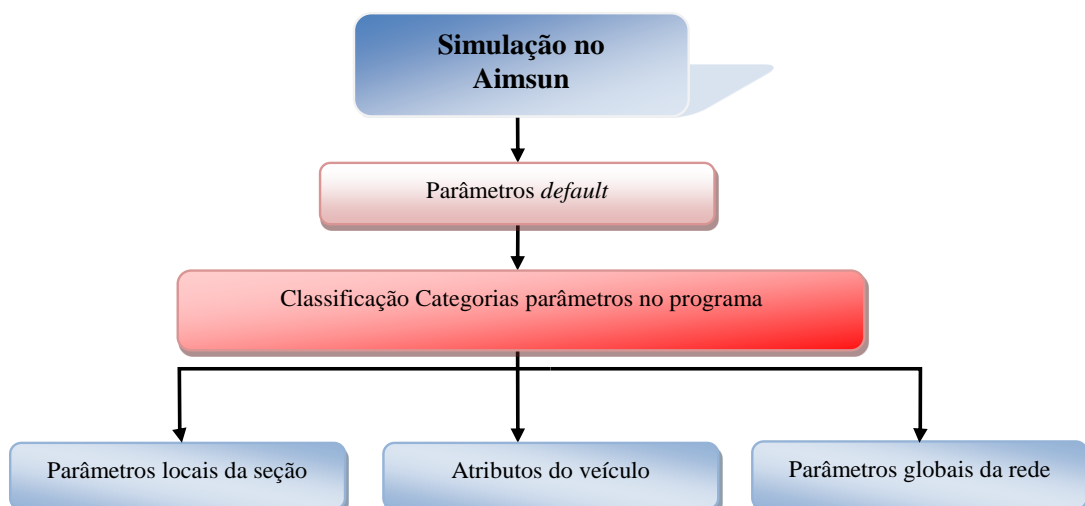 Simulação no
Aimsun
Parâmetros default
Classificação Categorias parâmetros no programa
Parâmetros locais da seção
Atributos do veículo
Parâmetros globais da rede